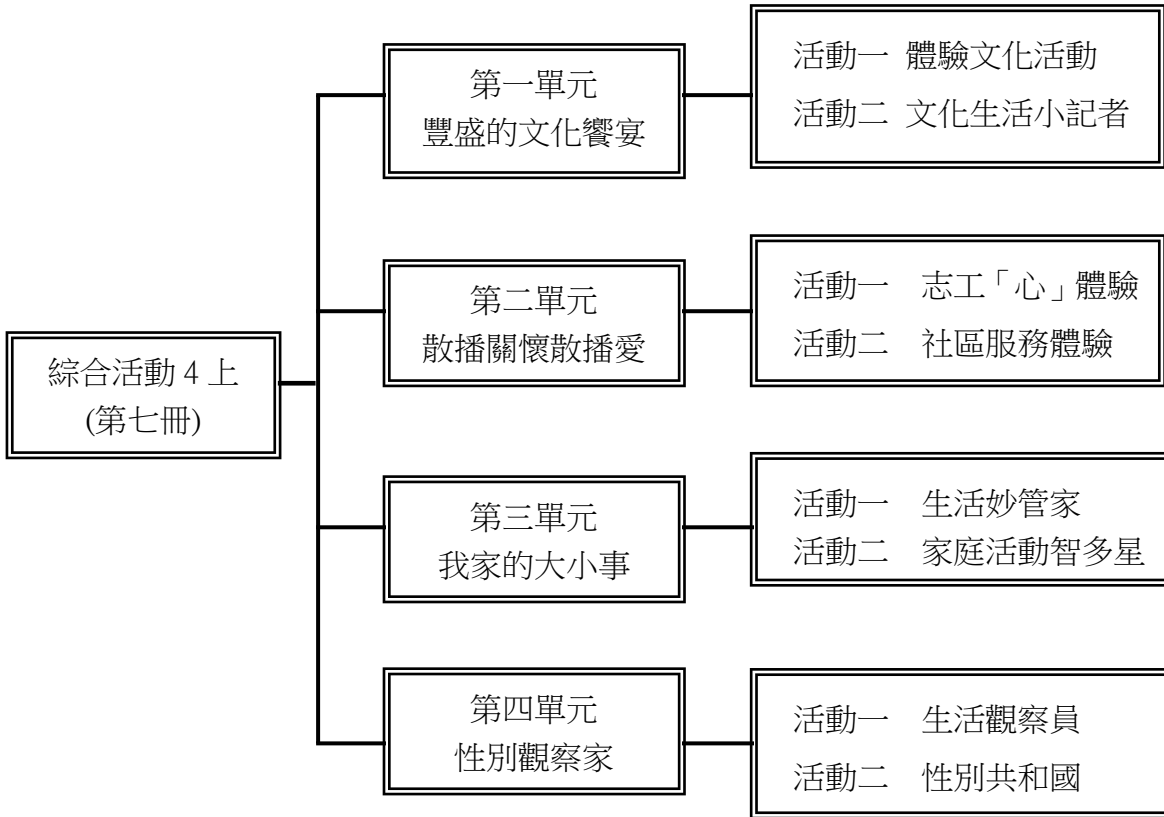 綜合活動 4 上
(第七冊)
第一單元
豐盛的文化饗宴
活動一 體驗文化活動
活動二 文化生活小記者
第二單元
散播關懷散播愛
活動一 志工「心」體驗
活動二 社區服務體驗
第三單元
我家的大小事
活動一 生活妙管家
活動二 家庭活動智多星
第四單元
性別觀察家
活動一 生活觀察員
活動二 性別共和國